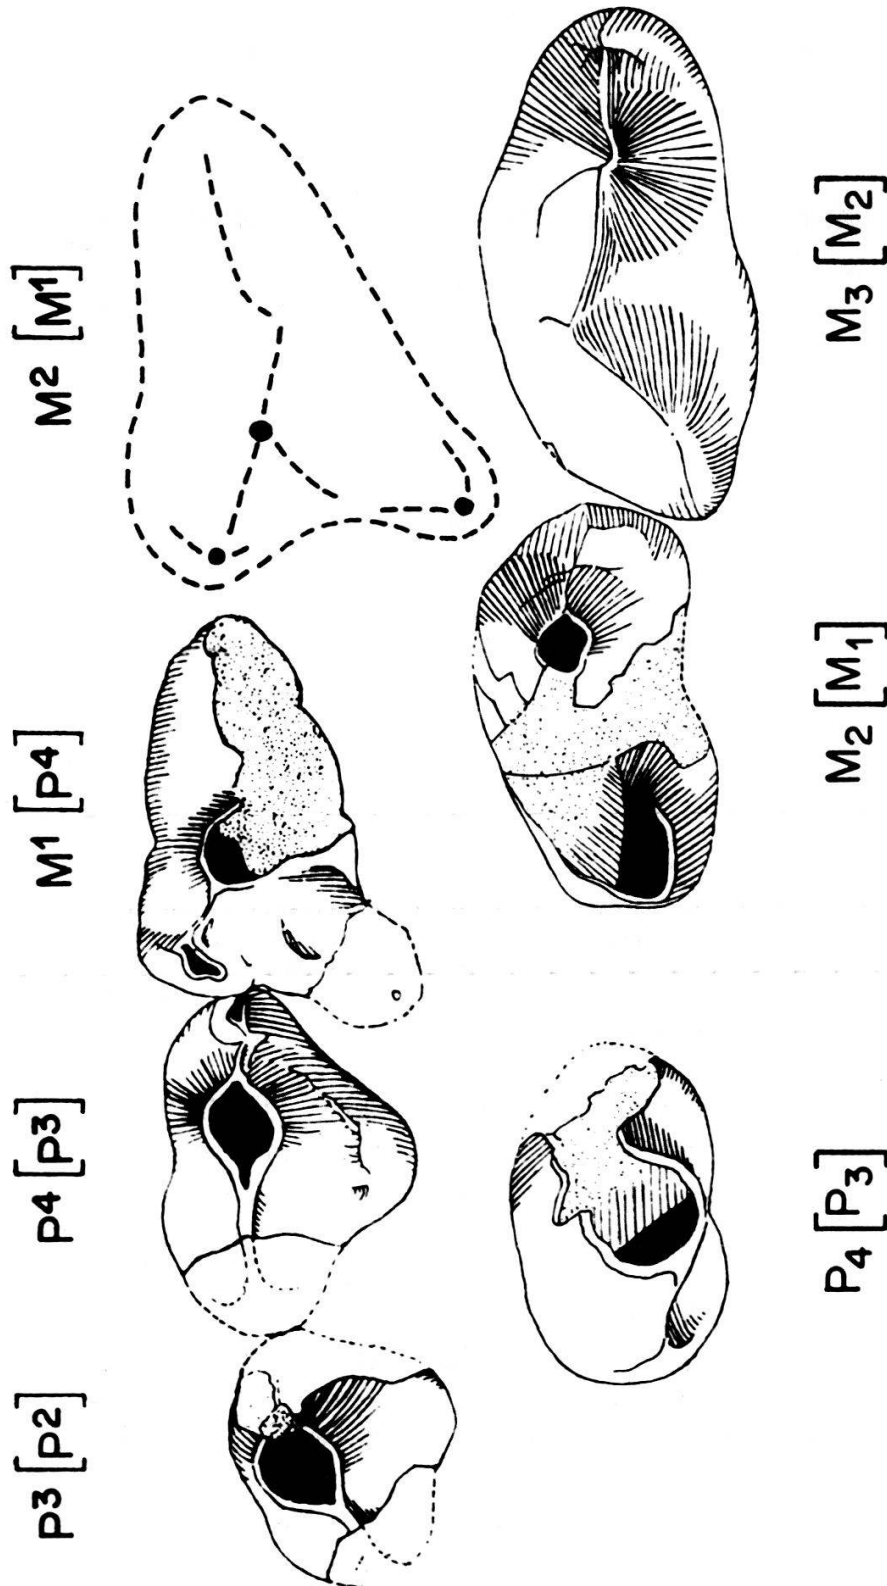 P³ [P²]
P⁴ [P³]
M¹ [P⁴]
M² [M¹]
P₄ [P₃]
M₂ [M₁]
M₃ [M₂]